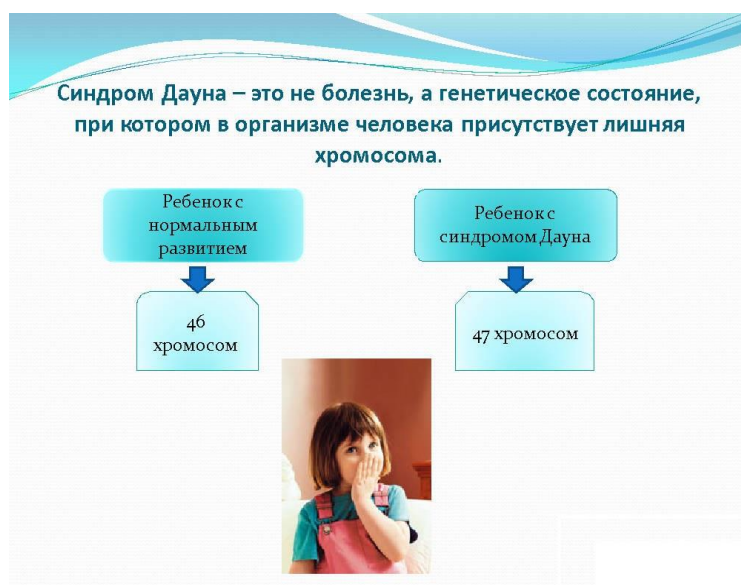 Синдром Дауна – это не болезнь, а генетическое состояние,
при котором в организме человека присутствует лишняя
хромосома.
Ребенок с
нормальным
развитием
Ребенок с
синдромом Дауна
46
хромосом
47 хромосом